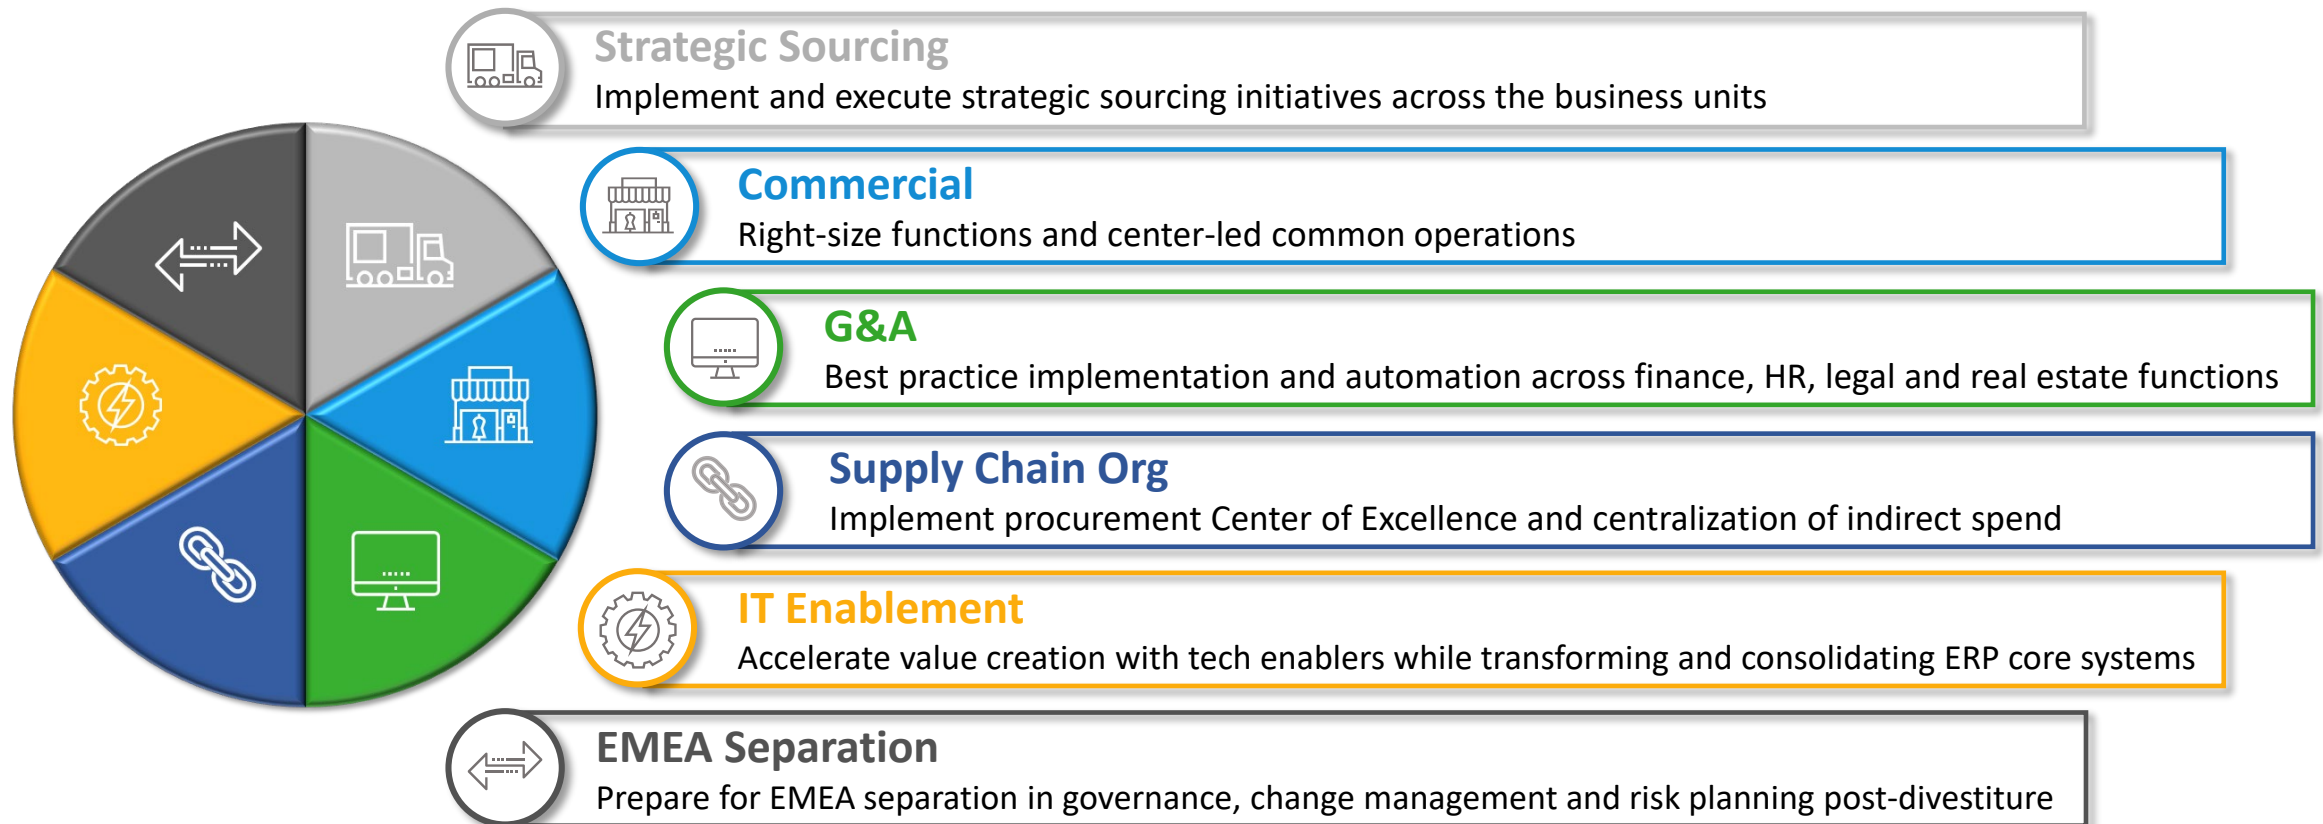 Strategic Sourcing
Implement and execute strategic sourcing initiatives across the business units
Commercial
Right-size functions and center-led common operations
G&A
Best practice implementation and automation across finance, HR, legal and real estate functions
Supply Chain Org
Implement procurement Center of Excellence and centralization of indirect spend
IT Enablement
Accelerate value creation with tech enablers while transforming and consolidating ERP core systems
EMEA Separation
Prepare for EMEA separation in governance, change management and risk planning post-divestiture